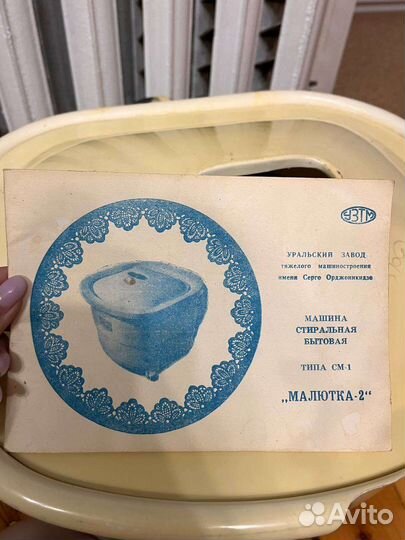 УЗТМ
УРАЛЬСКИЙ ЗАВОД
тяжелого машиностроения
имени Серго Орджоникидзе
МАШИНА
СТИРАЛЬНАЯ
БЫТОВАЯ
ТИПА СМ-1
„МАЛЮТКА-2“
Avito